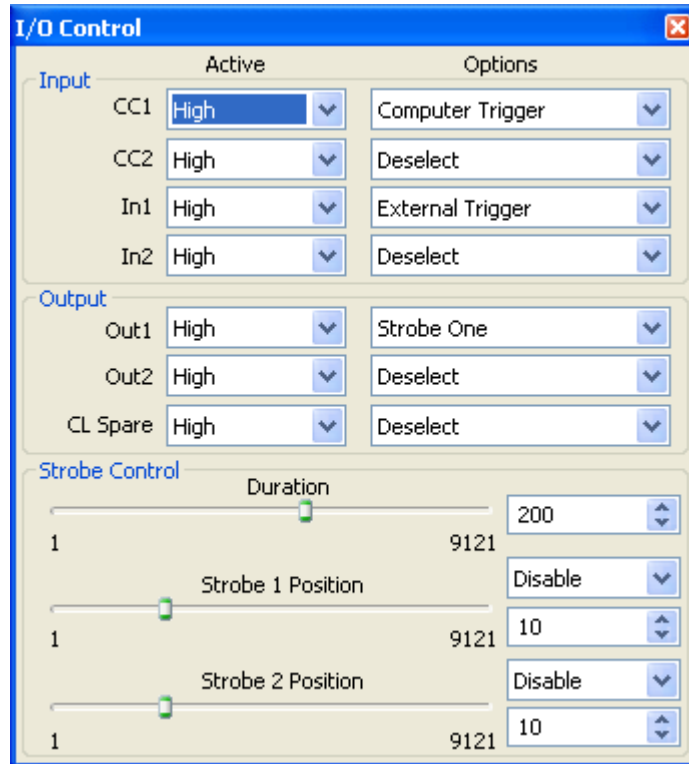 I/O Control
Active Options
Input
CC1 High Computer Trigger
CC2 High Deselect
In1 High External Trigger
In2 High Deselect
Output
Out1 High Strobe One
Out2 High Deselect
CL Spare High Deselect
Strobe Control
Duration
200
1 9121
Strobe 1 Position Disable
1 9121 10
Strobe 2 Position Disable
1 9121 10